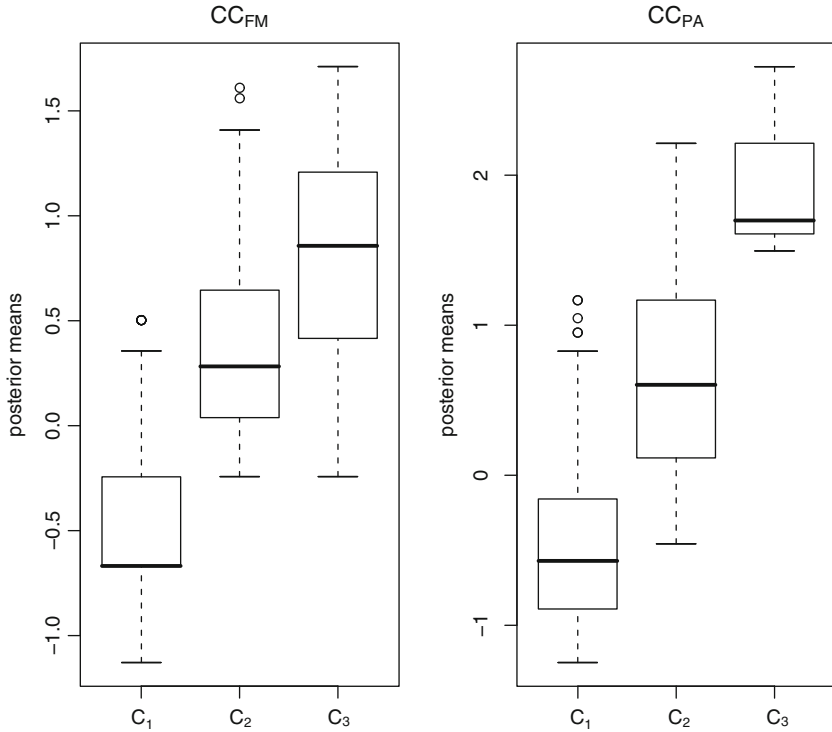 CC_FM
posterior means
1.5
1.0
0.5
0.0
−0.5
−1.0
C₁ C₂ C₃
CC_PA
posterior means
2
1
0
−1
C₁ C₂ C₃